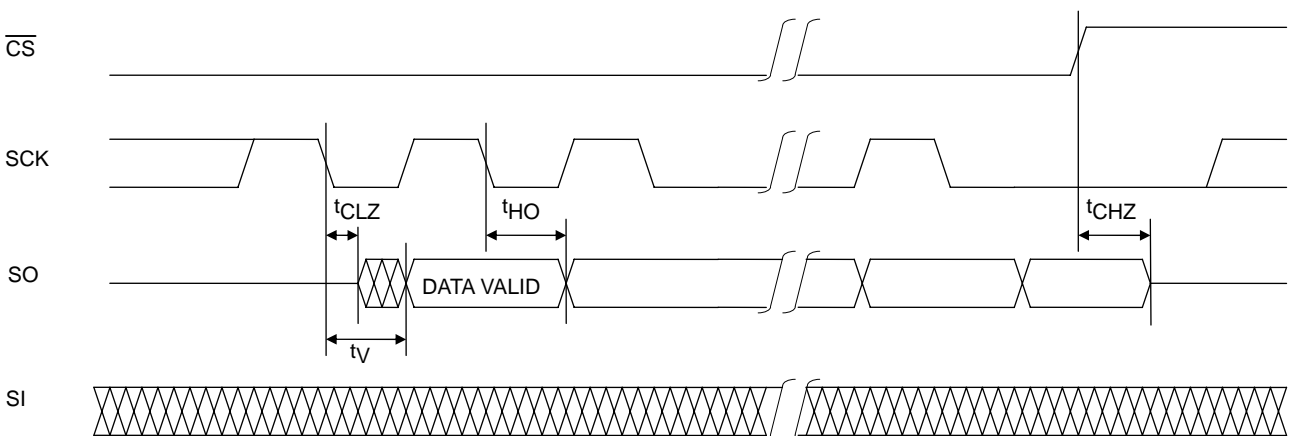 CS
SCK
tCLZ
tHO
tCHZ
SO
DATA VALID
tV
SI